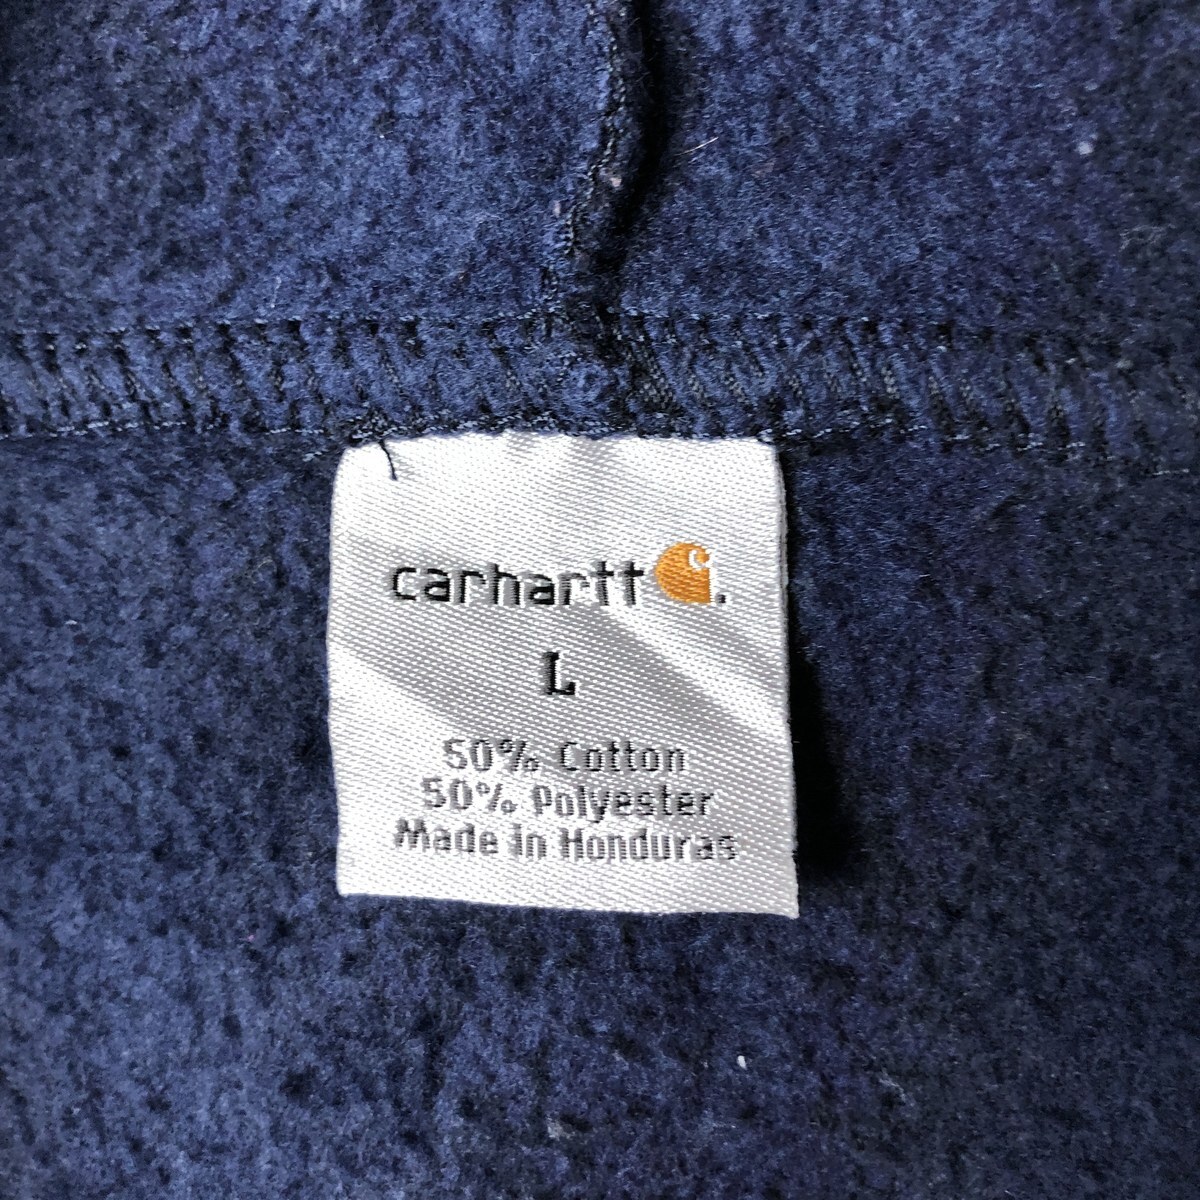 carhartt.
L
50% Cotton
50% Polyester
Made in Honduras